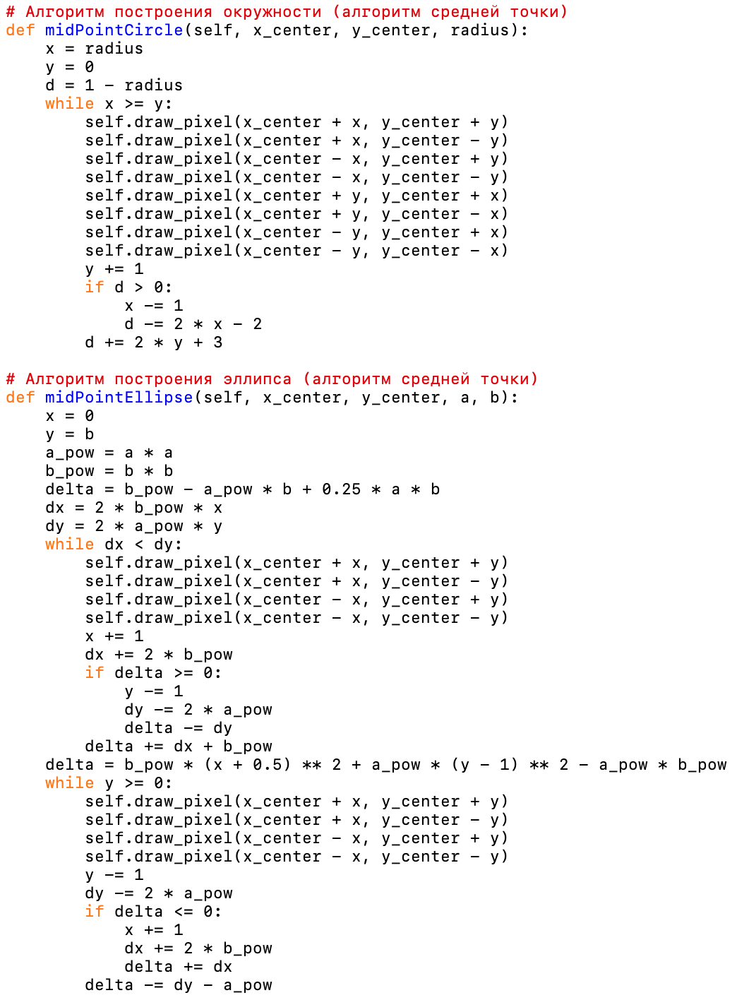 # Алгоритм построения окружности (алгоритм средней точки)
def midPointCircle(self, x_center, y_center, radius):
    x = radius
    y = 0
    d = 1 - radius
    while x >= y:
        self.draw_pixel(x_center + x, y_center + y)
        self.draw_pixel(x_center + x, y_center - y)
        self.draw_pixel(x_center - x, y_center + y)
        self.draw_pixel(x_center - x, y_center - y)
        self.draw_pixel(x_center + y, y_center + x)
        self.draw_pixel(x_center + y, y_center - x)
        self.draw_pixel(x_center - y, y_center + x)
        self.draw_pixel(x_center - y, y_center - x)
        y += 1
        if d > 0:
            x -= 1
            d -= 2 * x - 2
        d += 2 * y + 3

# Алгоритм построения эллипса (алгоритм средней точки)
def midPointEllipse(self, x_center, y_center, a, b):
    x = 0
    y = b
    a_pow = a * a
    b_pow = b * b
    delta = b_pow - a_pow * b + 0.25 * a * b
    dx = 2 * b_pow * x
    dy = 2 * a_pow * y
    while dx < dy:
        self.draw_pixel(x_center + x, y_center + y)
        self.draw_pixel(x_center + x, y_center - y)
        self.draw_pixel(x_center - x, y_center + y)
        self.draw_pixel(x_center - x, y_center - y)
        x += 1
        dx += 2 * b_pow
        if delta >= 0:
            y -= 1
            dy -= 2 * a_pow
            delta -= dy
        delta += dx + b_pow
    delta = b_pow * (x + 0.5) ** 2 + a_pow * (y - 1) ** 2 - a_pow * b_pow
    while y >= 0:
        self.draw_pixel(x_center + x, y_center + y)
        self.draw_pixel(x_center + x, y_center - y)
        self.draw_pixel(x_center - x, y_center + y)
        self.draw_pixel(x_center - x, y_center - y)
        y -= 1
        dy -= 2 * a_pow
        if delta <= 0:
            x += 1
            dx += 2 * b_pow
            delta += dx
        delta -= dy - a_pow